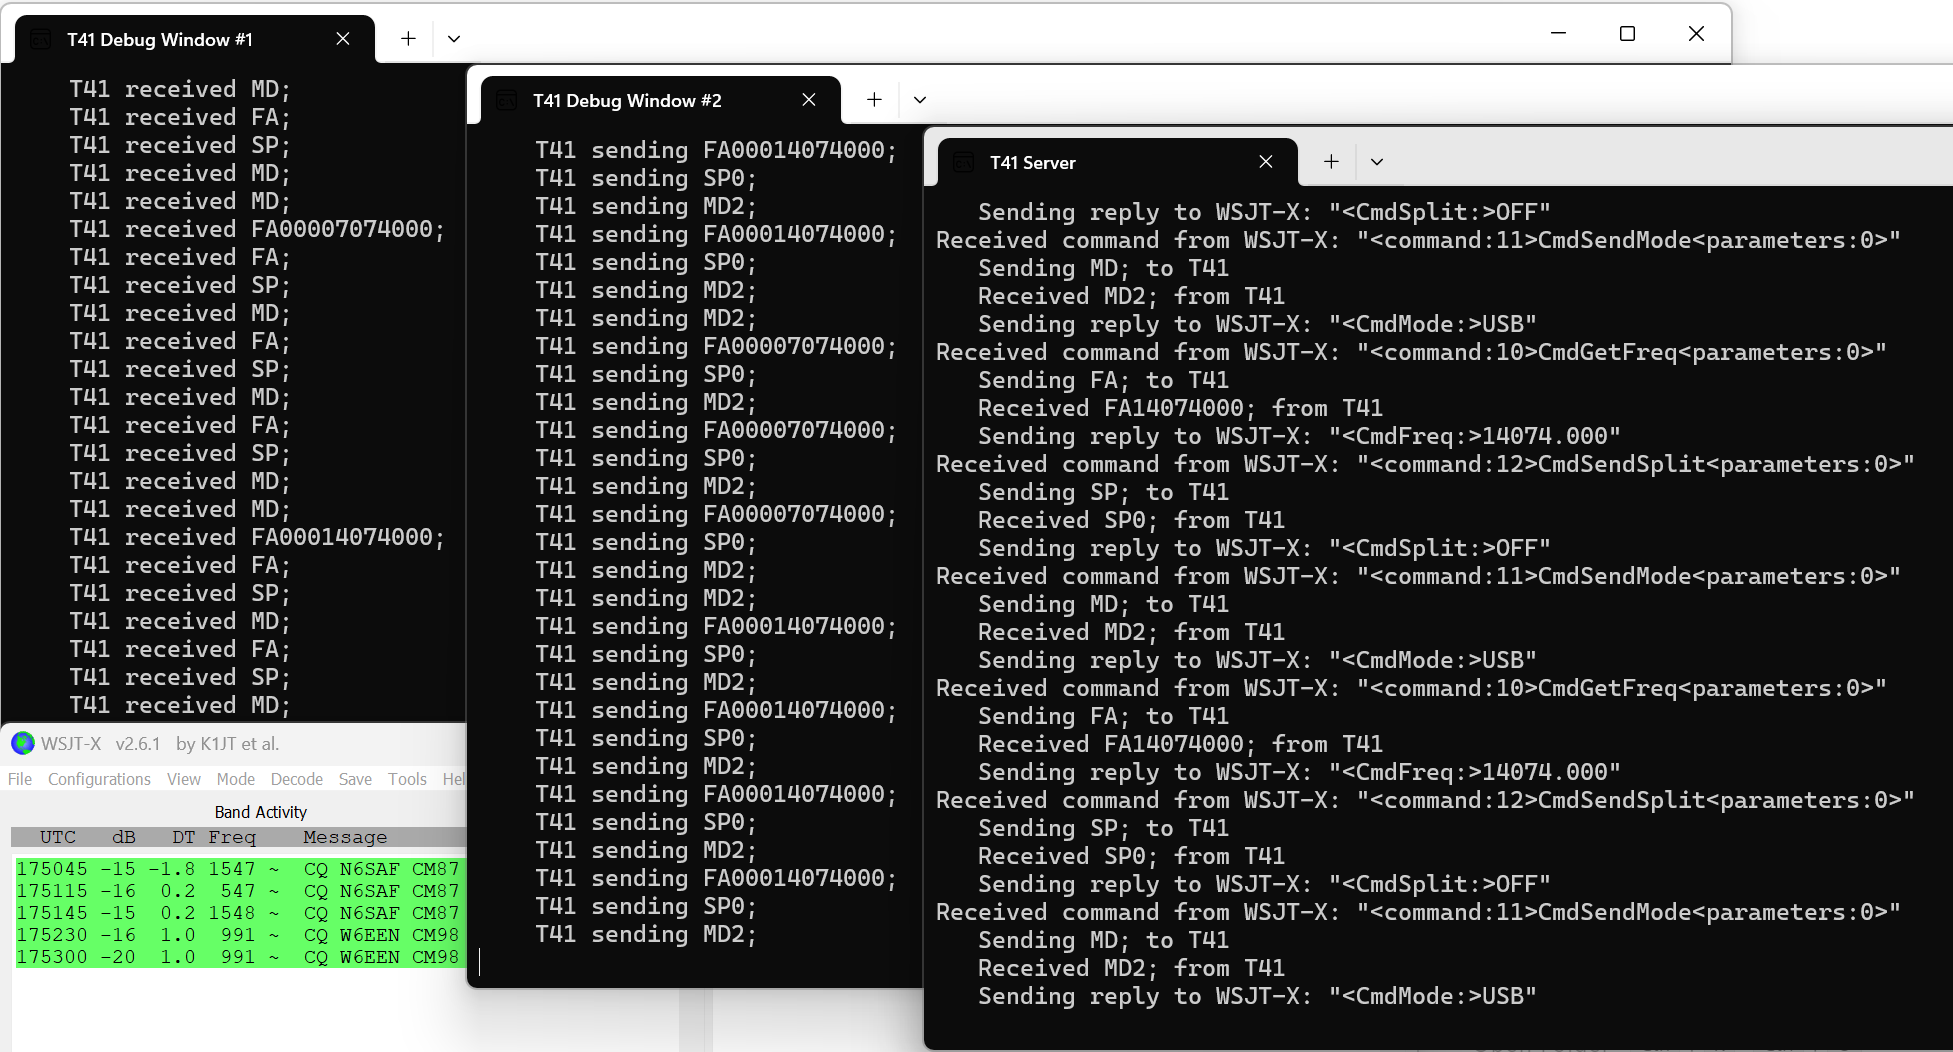 T41 Debug Window #1
T41 received MD;
T41 received FA;
T41 received SP;
T41 received MD;
T41 received MD;
T41 received FA00007074000;
T41 received FA;
T41 received SP;
T41 received MD;
T41 received FA;
T41 received SP;
T41 received MD;
T41 received FA;
T41 received SP;
T41 received MD;
T41 received MD;
T41 received FA00014074000;
T41 received FA;
T41 received SP;
T41 received MD;
T41 received FA;
T41 received SP;
T41 received MD;
T41 Debug Window #2
T41 sending FA00014074000;
T41 sending SP0;
T41 sending MD2;
T41 sending FA00014074000;
T41 sending SP0;
T41 sending MD2;
T41 sending MD2;
T41 sending FA00007074000;
T41 sending SP0;
T41 sending MD2;
T41 sending FA00007074000;
T41 sending SP0;
T41 sending MD2;
T41 sending FA00007074000;
T41 sending SP0;
T41 sending MD2;
T41 sending MD2;
T41 sending FA00014074000;
T41 sending SP0;
T41 sending MD2;
T41 sending FA00014074000;
T41 sending SP0;
T41 sending MD2;
T41 sending FA00014074000;
T41 sending SP0;
T41 sending MD2;
T41 sending FA00014074000;
T41 sending SP0;
T41 sending MD2;
T41 Server
Sending reply to WSJT-X: "<CmdSplit:>OFF"
Received command from WSJT-X: "<command:11>CmdSendMode<parameters:0>"
Sending MD; to T41
Received MD2; from T41
Sending reply to WSJT-X: "<CmdMode:>USB"
Received command from WSJT-X: "<command:10>CmdGetFreq<parameters:0>"
Sending FA; to T41
Received FA14074000; from T41
Sending reply to WSJT-X: "<CmdFreq:>14074.000"
Received command from WSJT-X: "<command:12>CmdSendSplit<parameters:0>"
Sending SP; to T41
Received SP0; from T41
Sending reply to WSJT-X: "<CmdSplit:>OFF"
Received command from WSJT-X: "<command:11>CmdSendMode<parameters:0>"
Sending MD; to T41
Received MD2; from T41
Sending reply to WSJT-X: "<CmdMode:>USB"
Received command from WSJT-X: "<command:10>CmdGetFreq<parameters:0>"
Sending FA; to T41
Received FA14074000; from T41
Sending reply to WSJT-X: "<CmdFreq:>14074.000"
Received command from WSJT-X: "<command:12>CmdSendSplit<parameters:0>"
Sending SP; to T41
Received SP0; from T41
Sending reply to WSJT-X: "<CmdSplit:>OFF"
Received command from WSJT-X: "<command:11>CmdSendMode<parameters:0>"
Sending MD; to T41
Received MD2; from T41
Sending reply to WSJT-X: "<CmdMode:>USB"
WSJT-X v2.6.1 by K1JT et al.
File Configurations View Mode Decode Save Tools Hel
Band Activity
UTC dB DT Freq Message
175045 -15 -1.8 1547 ~ CQ N6SAF CM87
175115 -16 0.2 547 ~ CQ N6SAF CM87
175145 -15 0.2 1548 ~ CQ N6SAF CM87
175230 -16 1.0 991 ~ CQ W6EEN CM98
175300 -20 1.0 991 ~ CQ W6EEN CM98